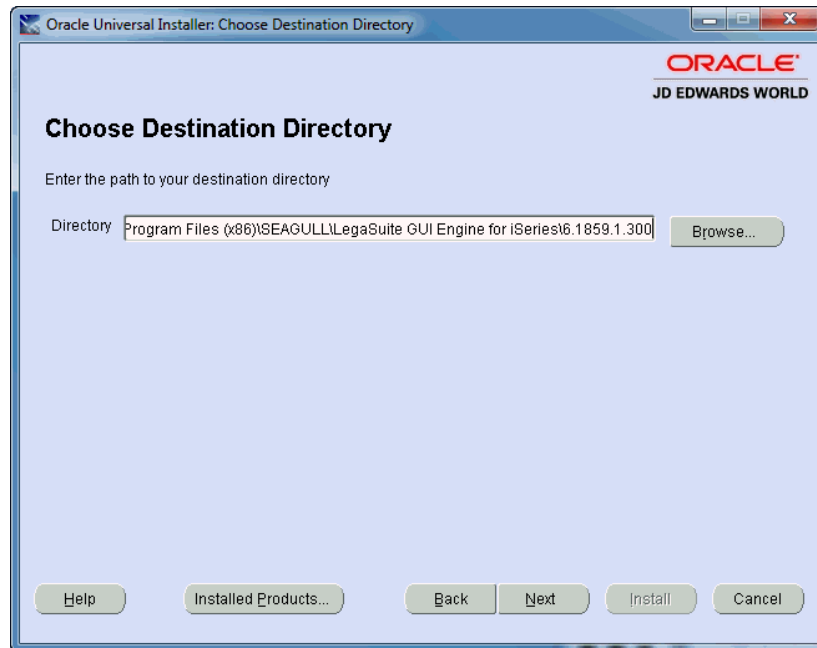 Oracle Universal Installer: Choose Destination Directory
ORACLE
JD EDWARDS WORLD
Choose Destination Directory
Enter the path to your destination directory
Directory Program Files (x86)\SEAGULL\LegaSuite GUI Engine for iSeries\6.1859.1.300 Browse...
Help Installed Products... Back Next Install Cancel